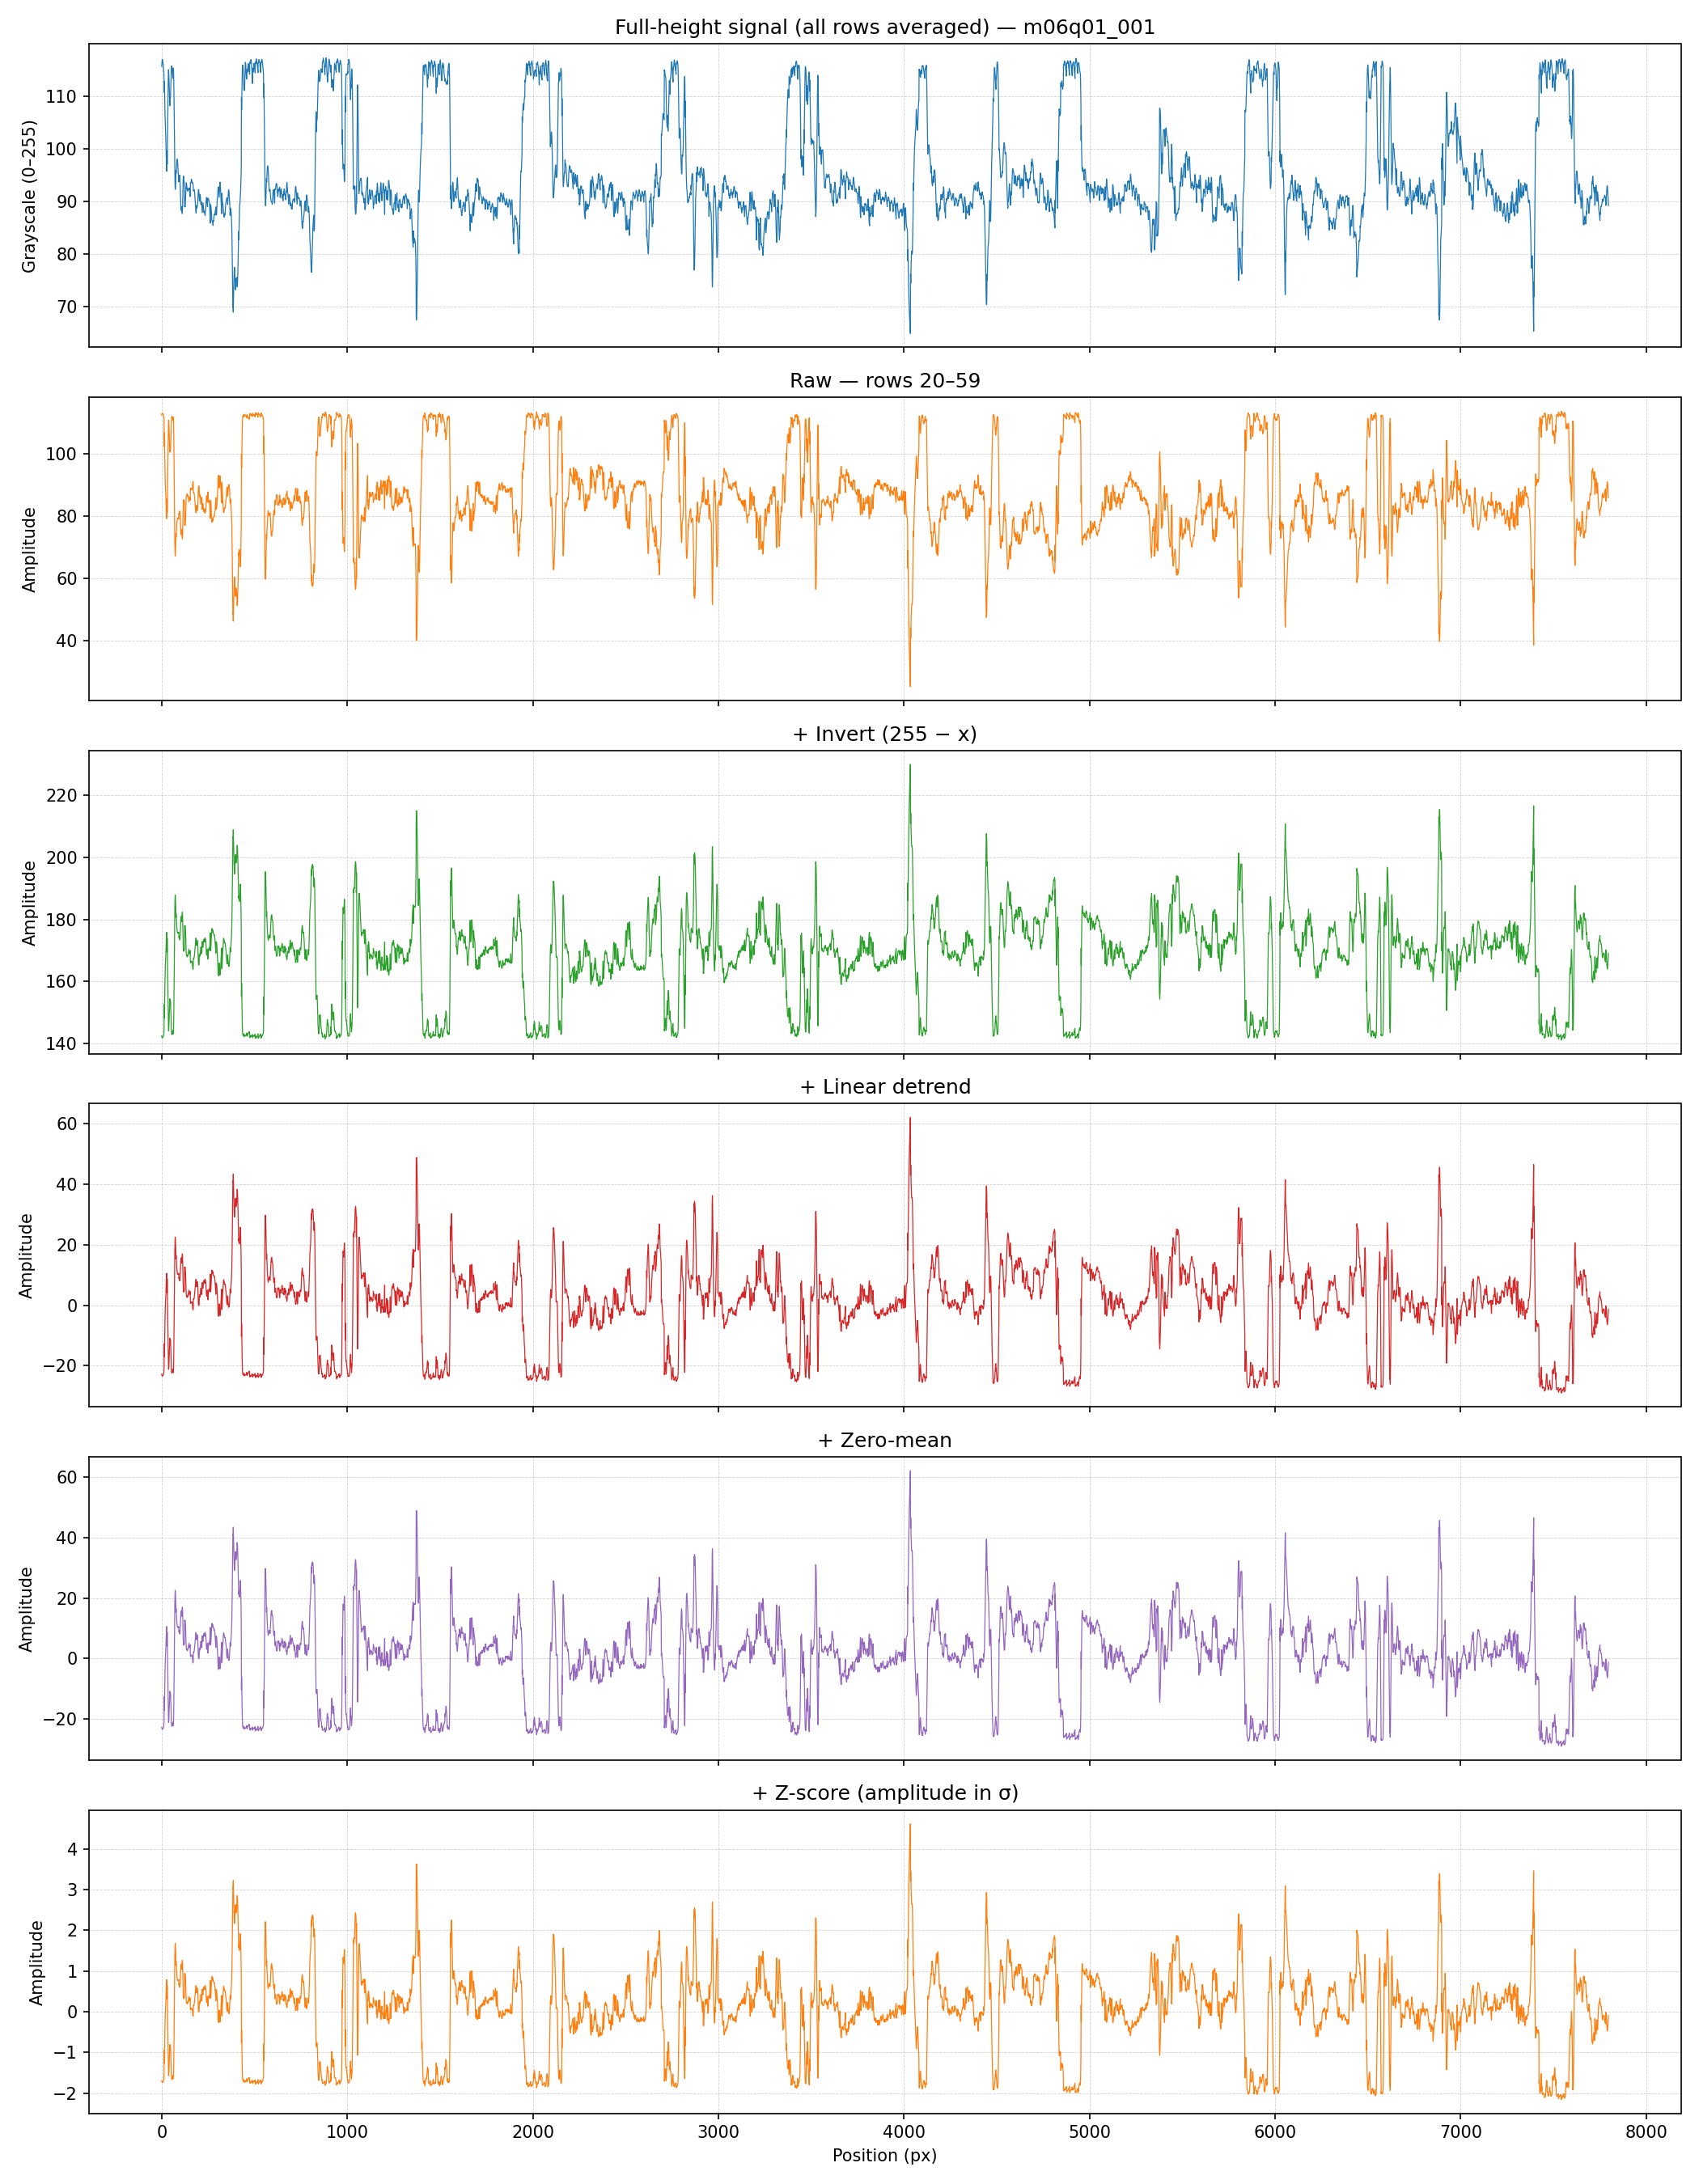 Full-height signal (all rows averaged) — m06q01_001
Grayscale (0–255)
110
100
90
80
70
Raw — rows 20–59
Amplitude
100
80
60
40
+ Invert (255 − x)
Amplitude
220
200
180
160
140
+ Linear detrend
Amplitude
60
40
20
0
−20
+ Zero-mean
Amplitude
60
40
20
0
−20
+ Z-score (amplitude in σ)
Amplitude
4
3
2
1
0
−1
−2
0 1000 2000 3000 4000 5000 6000 7000 8000
Position (px)